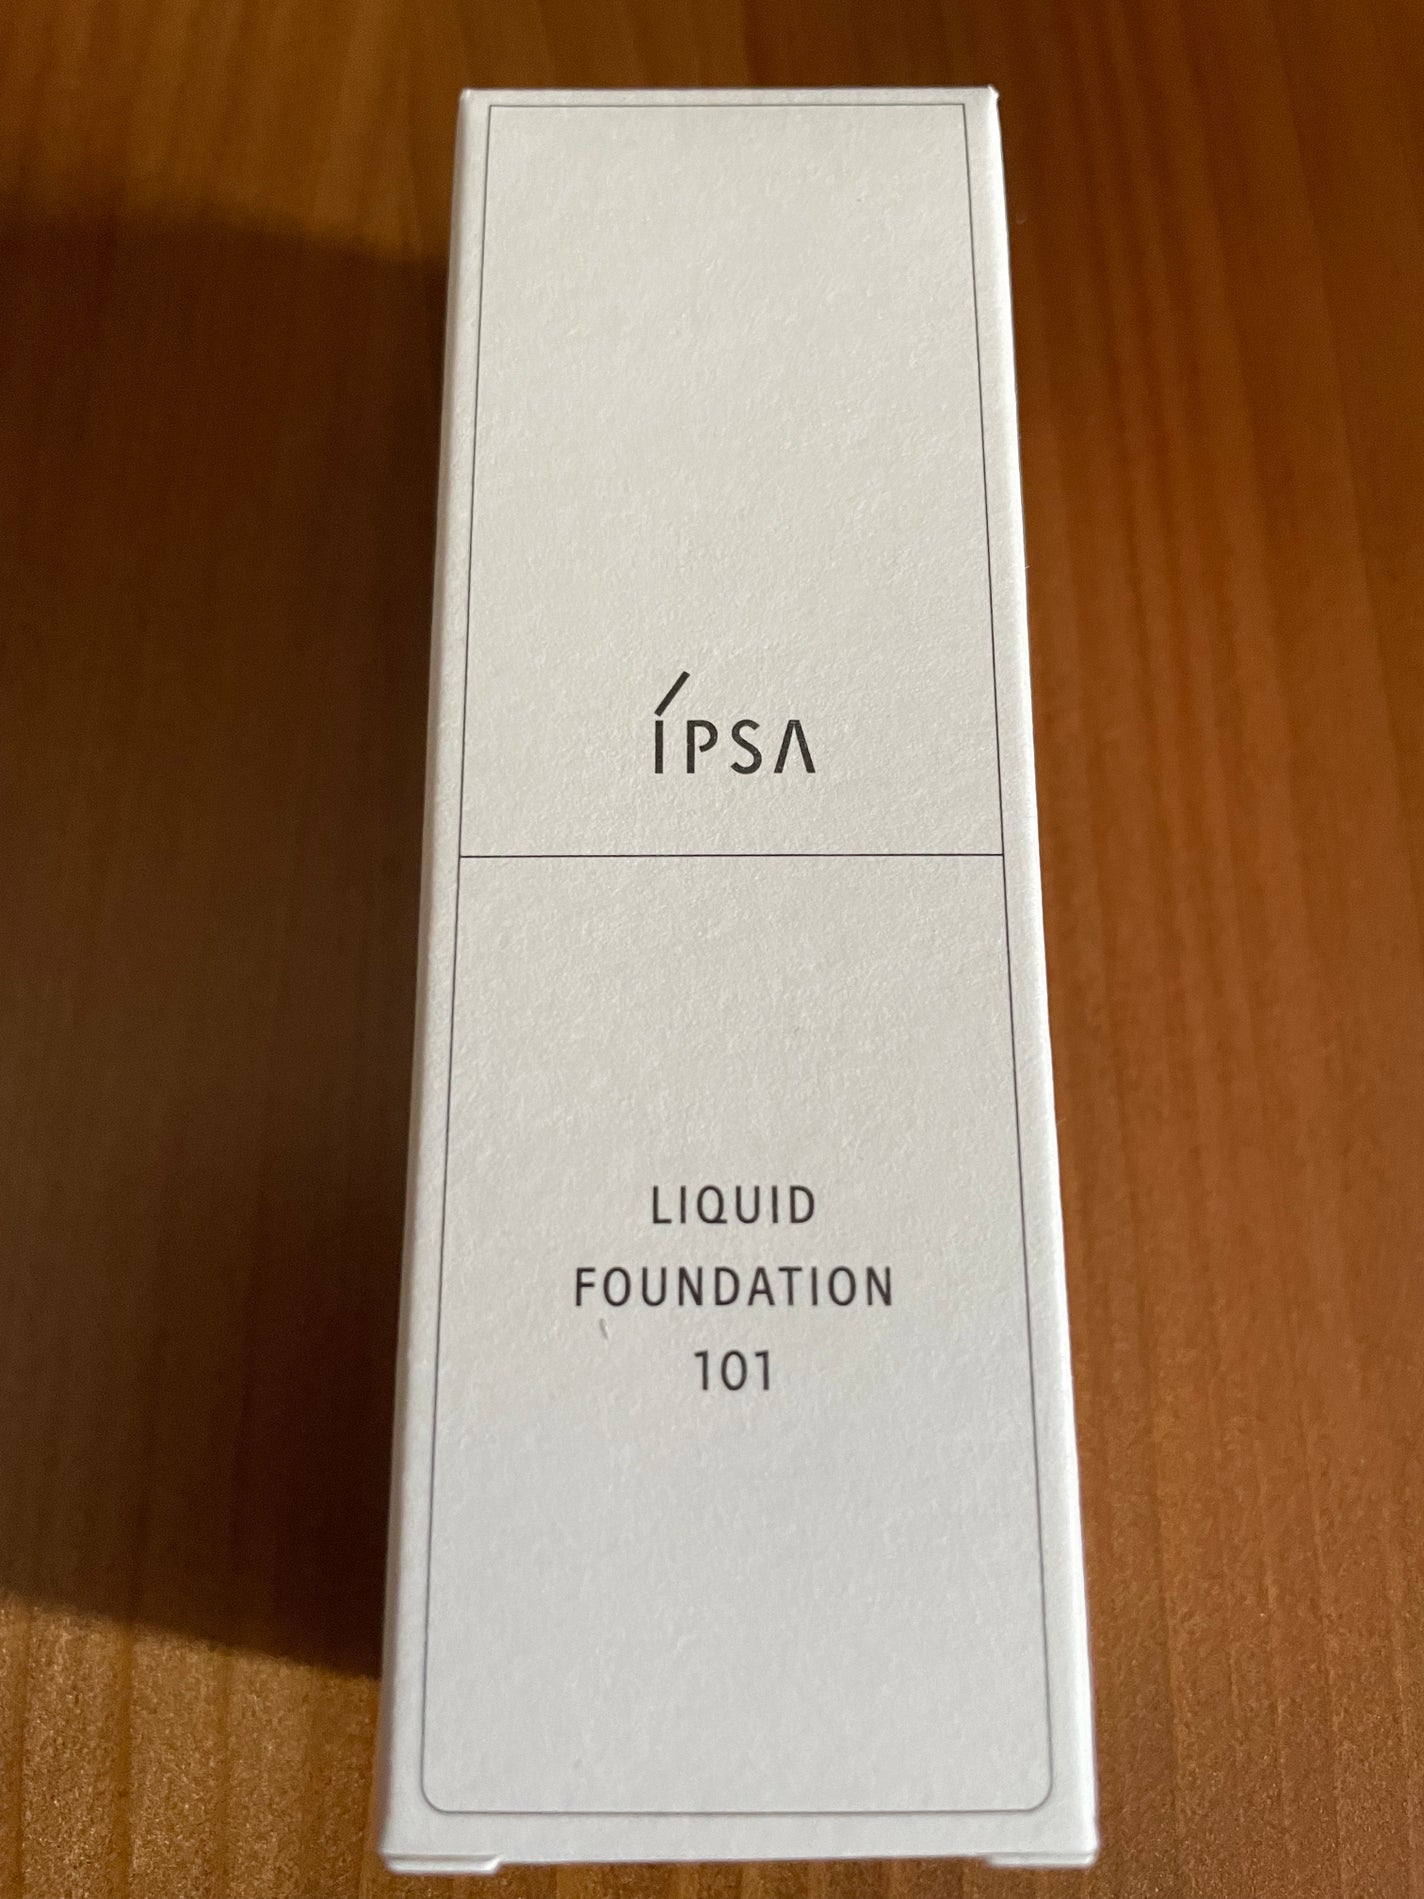 ÍPSA
LIQUID
FOUNDATION
101